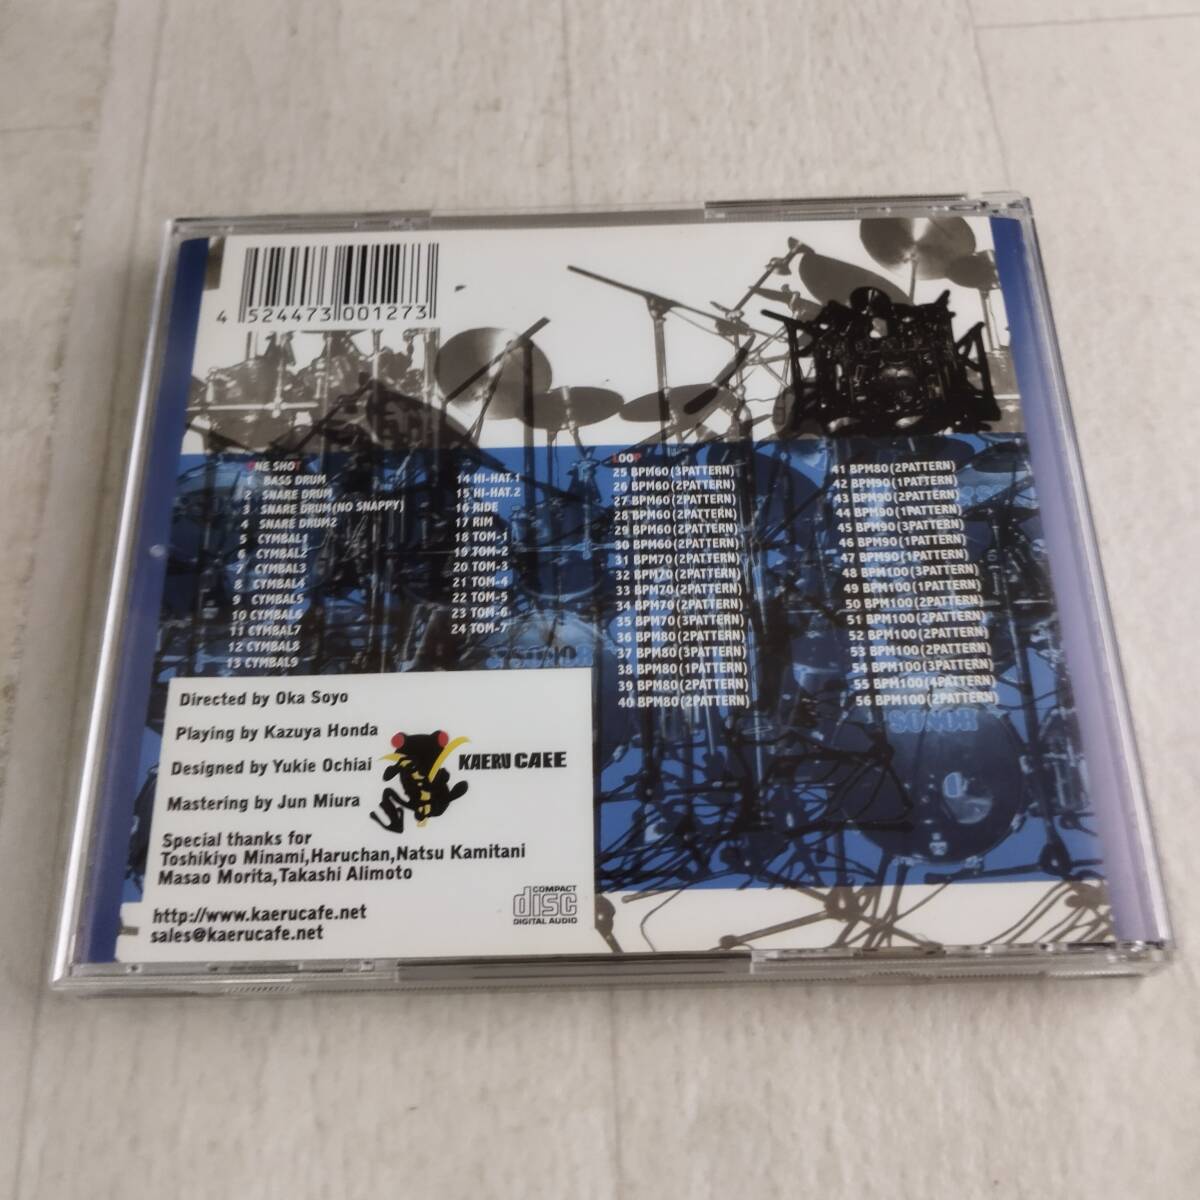 4 524473 001273
ONE SHOT
1 BASS DRUM
2 SNARE DRUM
3 SNARE DRUM(NO SNAPPY)
4 SNARE DRUM2
5 CYMBAL1
6 CYMBAL2
7 CYMBAL3
8 CYMBAL4
9 CYMBAL5
10 CYMBAL6
11 CYMBAL7
12 CYMBAL8
13 CYMBAL9
14 HI-HAT.1
15 HI-HAT.2
16 RIDE
17 RIM
18 TOM-1
19 TOM-2
20 TOM-3
21 TOM-4
22 TOM-5
23 TOM-6
24 TOM-7
LOOP
25 BPM60(3PATTERN)
26 BPM60(2PATTERN)
27 BPM60(2PATTERN)
28 BPM60(2PATTERN)
29 BPM60(2PATTERN)
30 BPM60(2PATTERN)
31 BPM70(2PATTERN)
32 BPM70(2PATTERN)
33 BPM70(2PATTERN)
34 BPM70(2PATTERN)
35 BPM70(3PATTERN)
36 BPM80(2PATTERN)
37 BPM80(3PATTERN)
38 BPM80(1PATTERN)
39 BPM80(2PATTERN)
40 BPM80(2PATTERN)
41 BPM80(2PATTERN)
42 BPM90(1PATTERN)
43 BPM90(2PATTERN)
44 BPM90(1PATTERN)
45 BPM90(3PATTERN)
46 BPM90(1PATTERN)
47 BPM90(1PATTERN)
48 BPM100(3PATTERN)
49 BPM100(1PATTERN)
50 BPM100(2PATTERN)
51 BPM100(2PATTERN)
52 BPM100(2PATTERN)
53 BPM100(2PATTERN)
54 BPM100(3PATTERN)
55 BPM100(4PATTERN)
56 BPM100(2PATTERN)
SONOR
Directed by Oka Soyo
Playing by Kazuya Honda
Designed by Yukie Ochiai
Mastering by Jun Miura
KAERU CAFE
Special thanks for
Toshikiyo Minami,Haruchan,Natsu Kamitani
Masao Morita,Takashi Alimoto
http://www.kaerucafe.net
sales@kaerucafe.net
COMPACT
disc
DIGITAL AUDIO